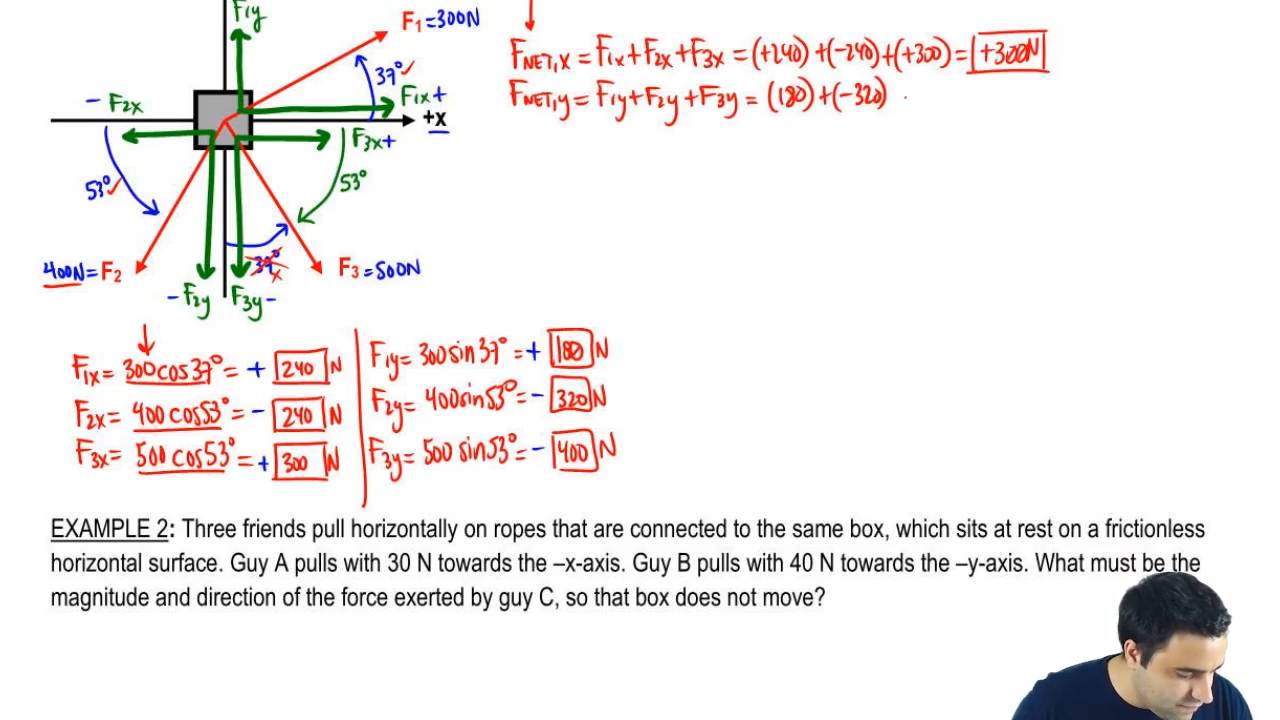 F1y
F1 =300N
37°✓
F1x+
+x
- F2x
F3x+
53°✓
53°
37°
400N=F2
F3 =500N
-F2y
F3y-
FNET,X = F1x+F2x+F3x = (+240)+(-240)+(+300) = +300N
FNET,y = F1y+F2y+F3y = (180)+(-320)
F1x= 300cos37°= + 240 N
F2x= 400cos53°= - 240 N
F3x= 500cos53°= + 300 N
F1y= 300sin37°= + 180 N
F2y= 400sin53°= - 320 N
F3y= 500sin53°= - 400 N
EXAMPLE 2: Three friends pull horizontally on ropes that are connected to the same box, which sits at rest on a frictionless
horizontal surface. Guy A pulls with 30 N towards the –x-axis. Guy B pulls with 40 N towards the –y-axis. What must be the
magnitude and direction of the force exerted by guy C, so that box does not move?